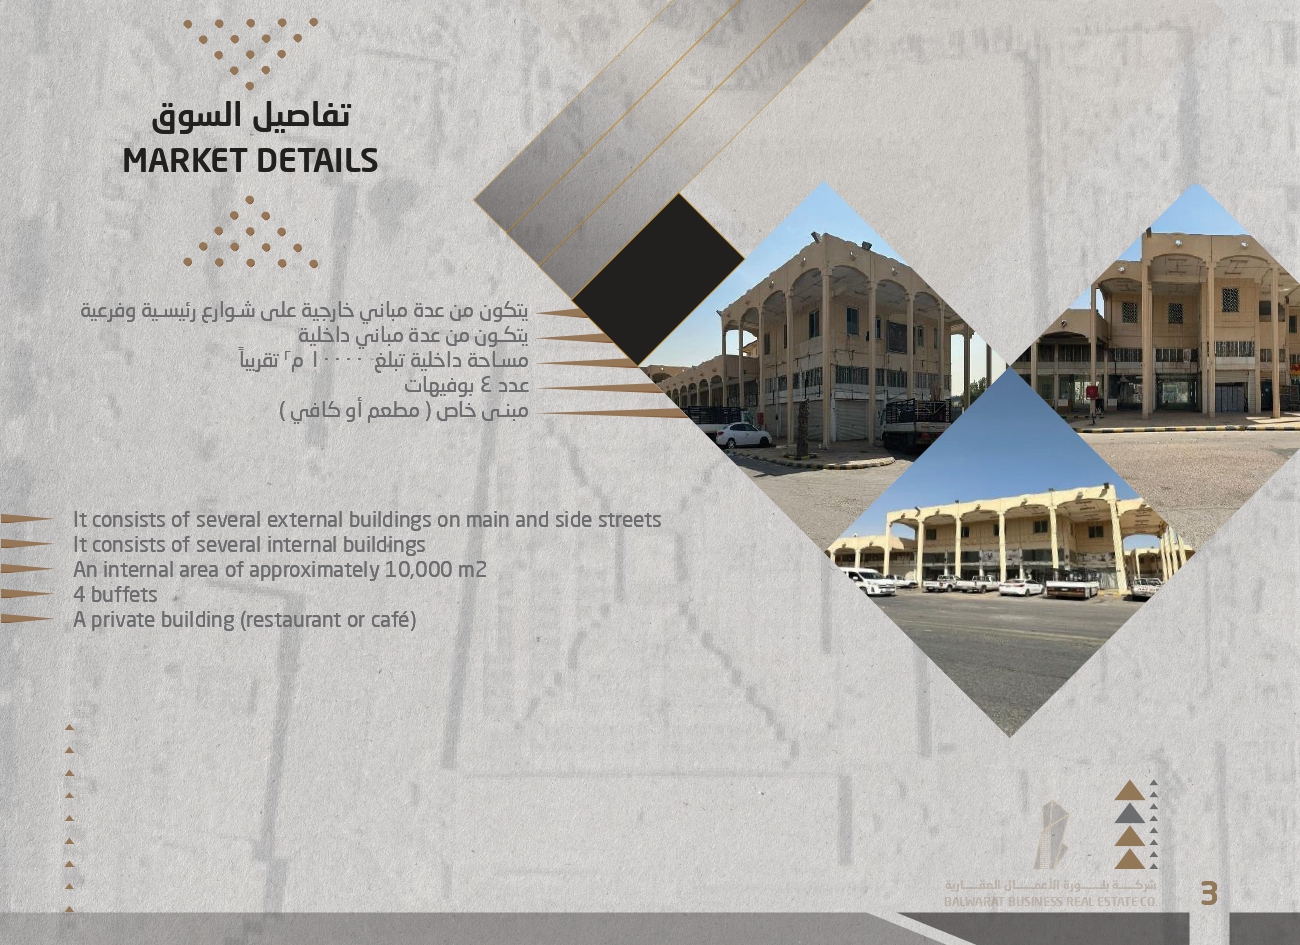 تفاصيل السوق
MARKET DETAILS
يتكون من عدة مباني خارجية على شوارع رئيسية وفرعية
يتكون من عدة مباني داخلية
مساحة داخلية تبلغ ١٠٠٠٠ م٢ تقريباً
عدد ٤ بوفيهات
مبنى خاص ( مطعم أو كافي )
It consists of several external buildings on main and side streets
It consists of several internal buildings
An internal area of approximately 10,000 m2
4 buffets
A private building (restaurant or café)
شركة بلورة الأعمال العقارية
BALWARAT BUSINESS REAL ESTATE CO.
3